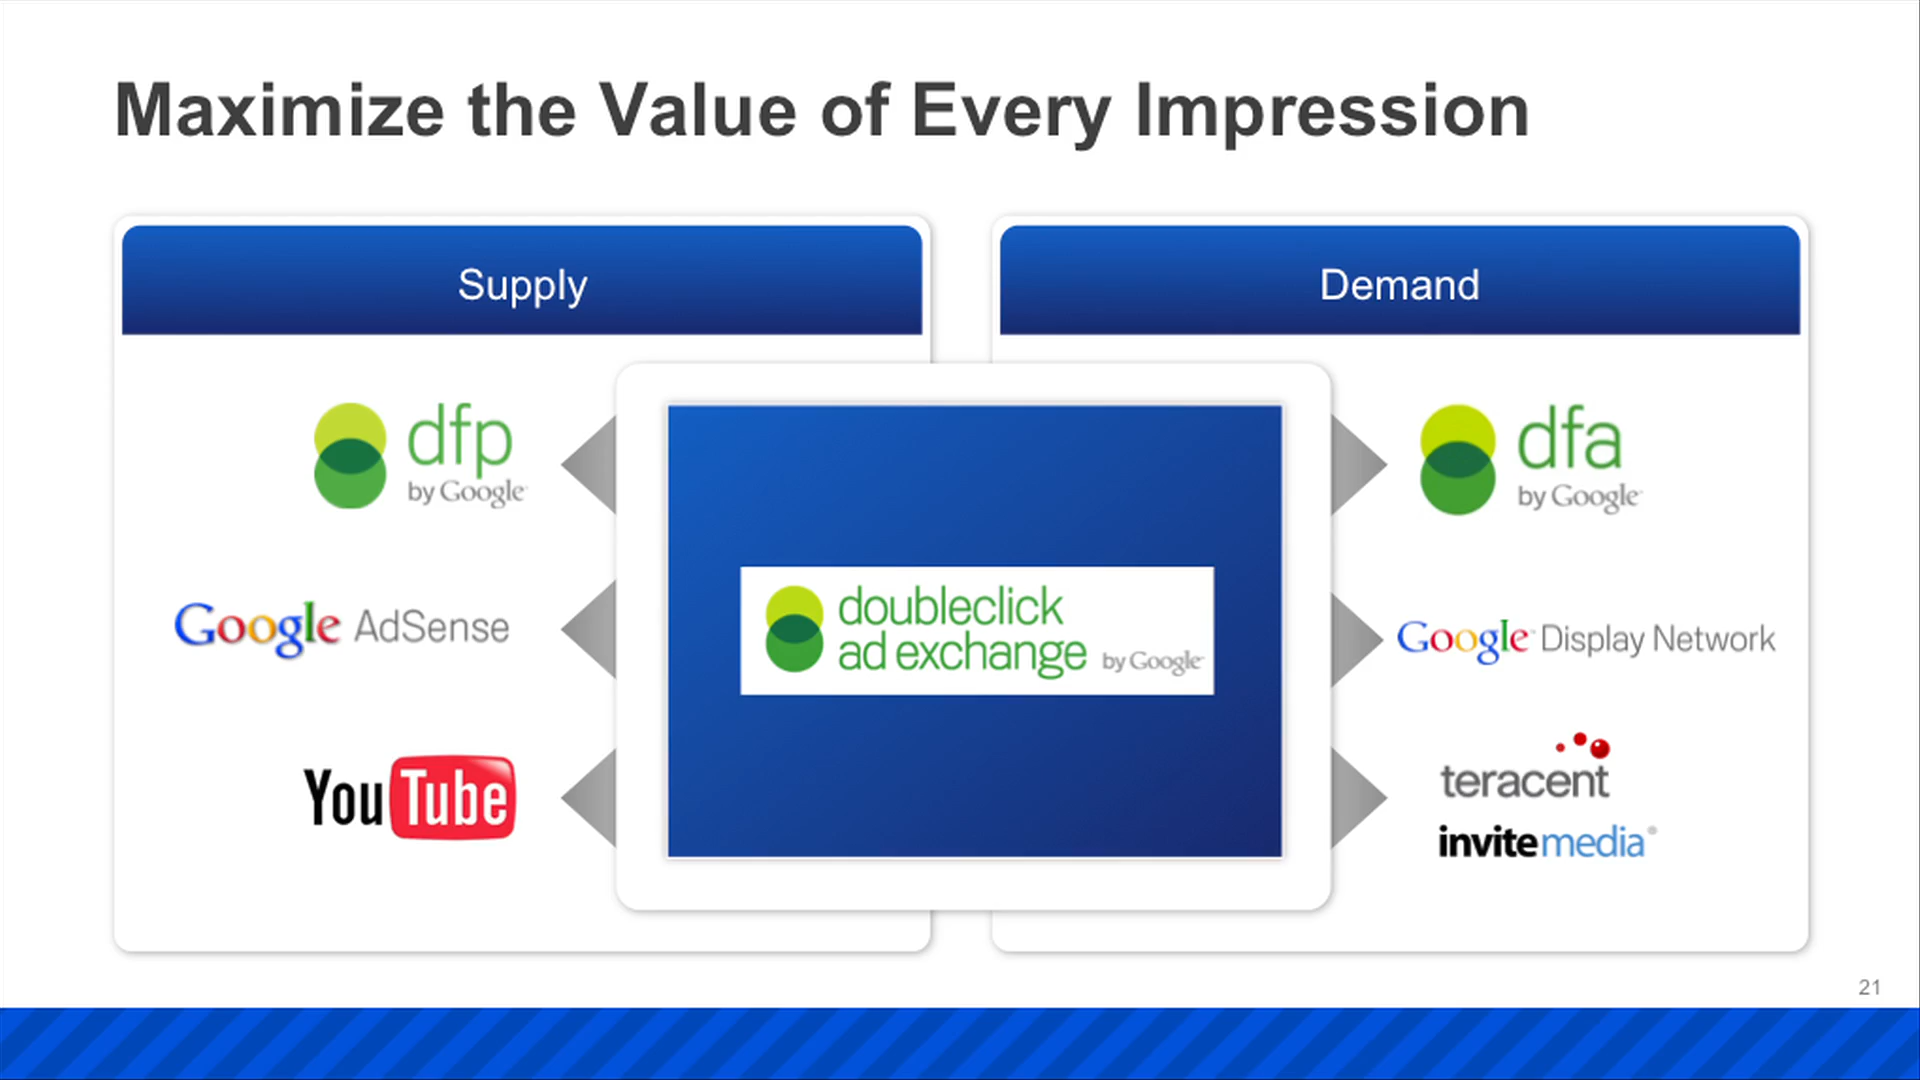 Maximize the Value of Every Impression
Supply
Demand
dfp
by Google
Google AdSense
YouTube
doubleclick
ad exchange by Google
dfa
by Google
Google Display Network
teracent
invitemedia
21